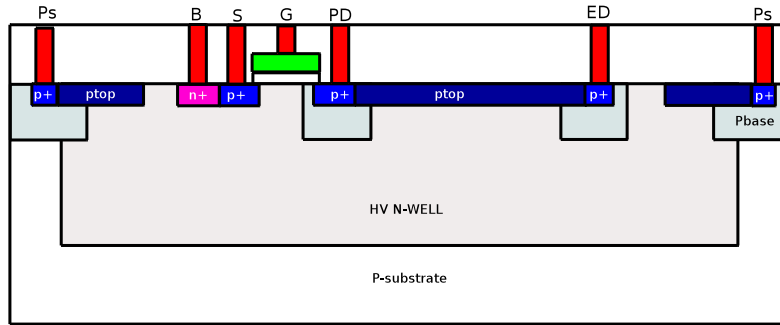 Ps B S G PD ED Ps
p+ ptop n+ p+ p+ ptop p+ p+
Pbase
HV N-WELL
P-substrate